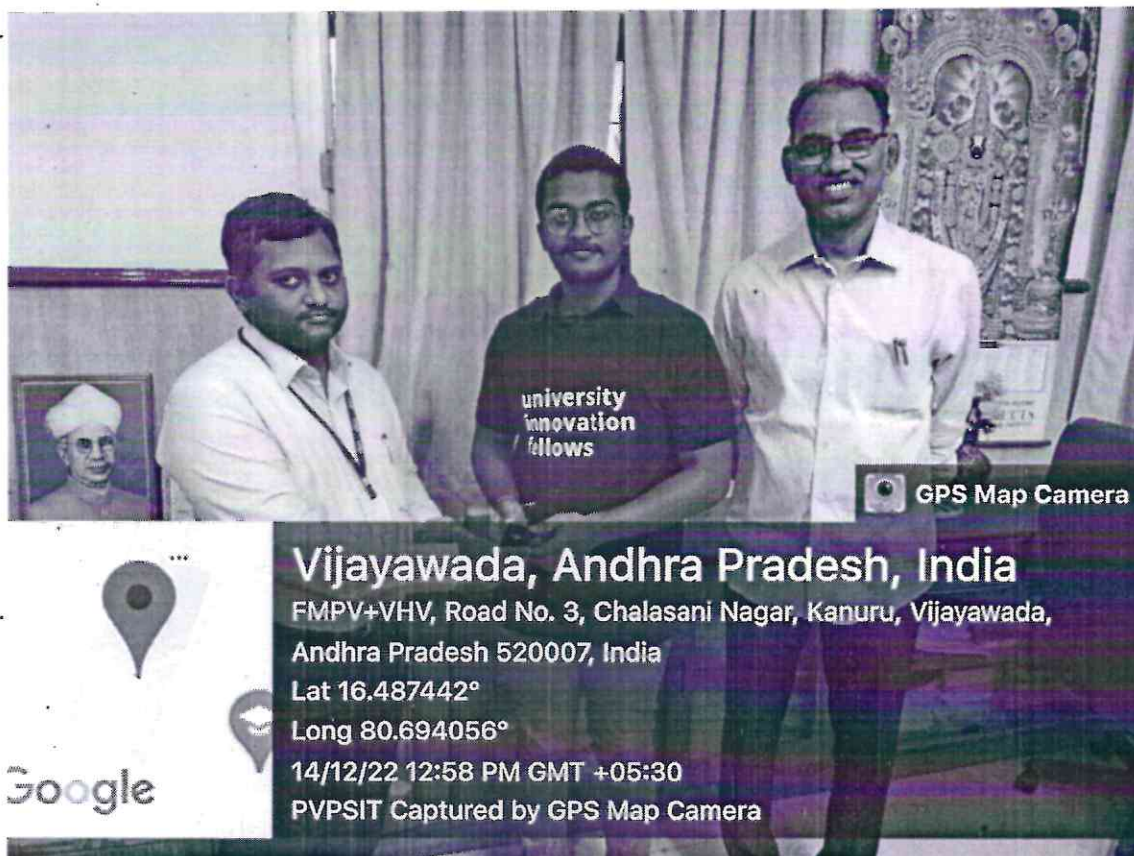 university
innovation
fellows
GPS Map Camera
Vijayawada, Andhra Pradesh, India
FMPV+VHV, Road No. 3, Chalasani Nagar, Kanuru, Vijayawada,
Andhra Pradesh 520007, India
Lat 16.487442°
Long 80.694056°
14/12/22 12:58 PM GMT +05:30
PVPSIT Captured by GPS Map Camera
Google